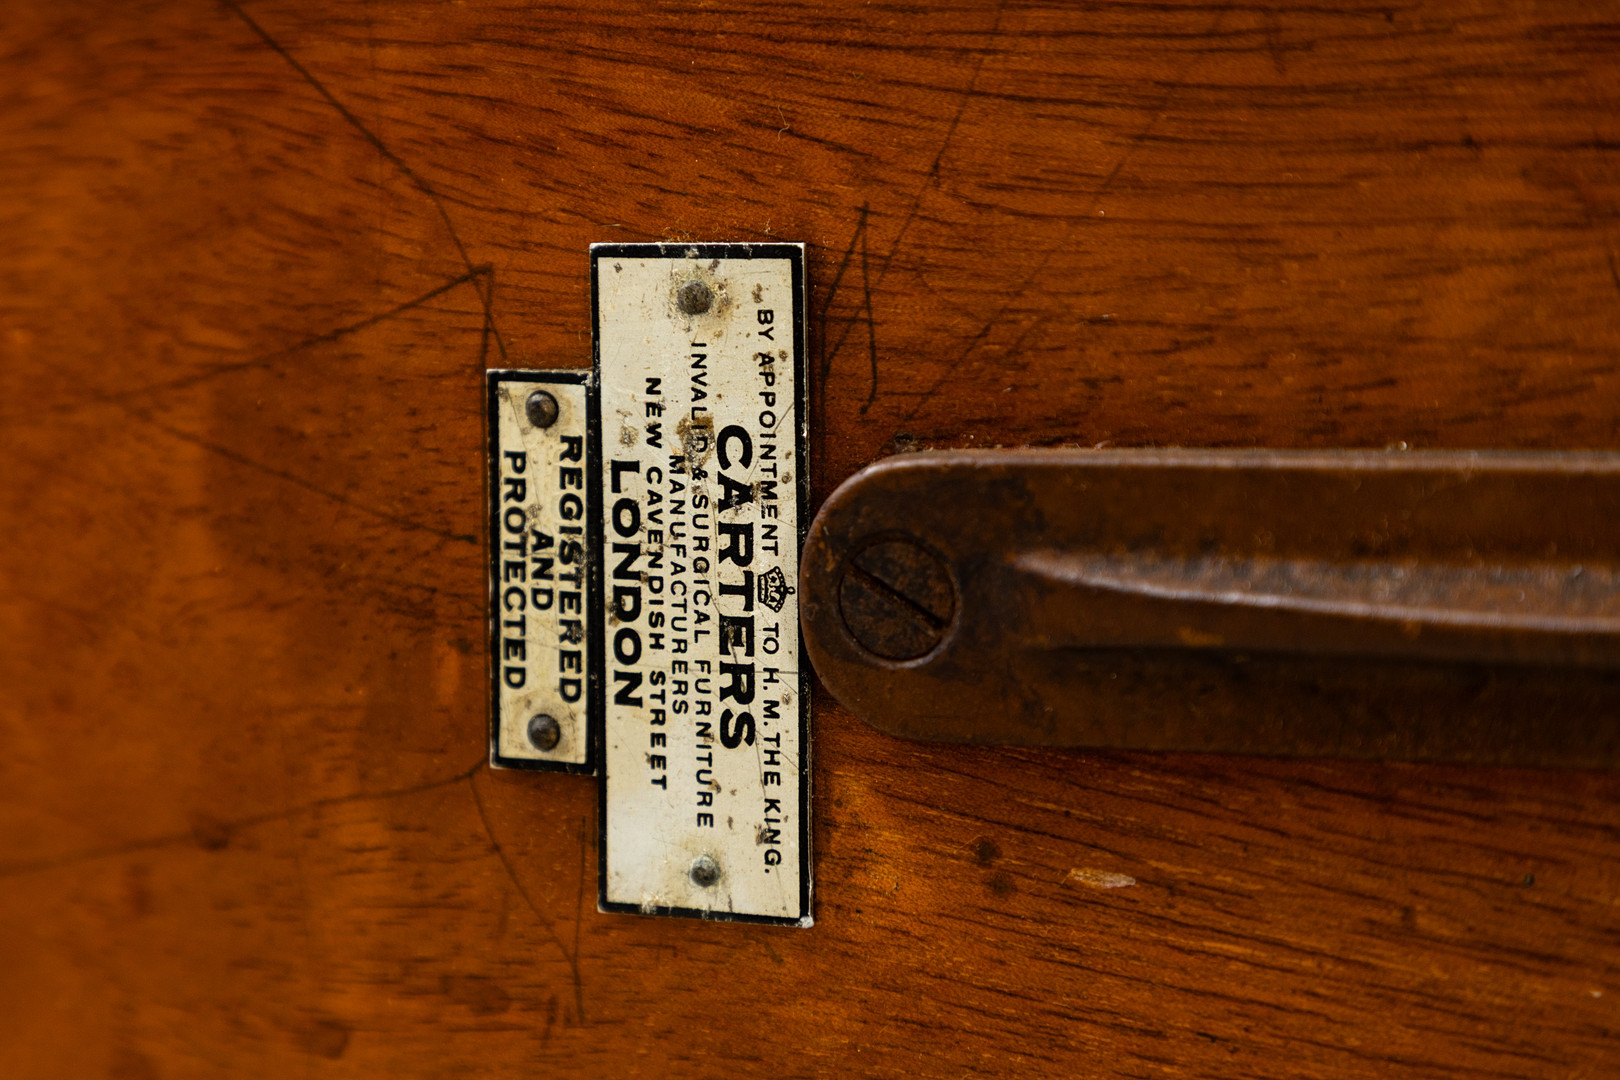 BY APPOINTMENT TO H. M. THE KING.
CARTERS
INVALID & SURGICAL FURNITURE
MANUFACTURERS
NEW CAVENDISH STREET
LONDON
REGISTERED
AND
PROTECTED